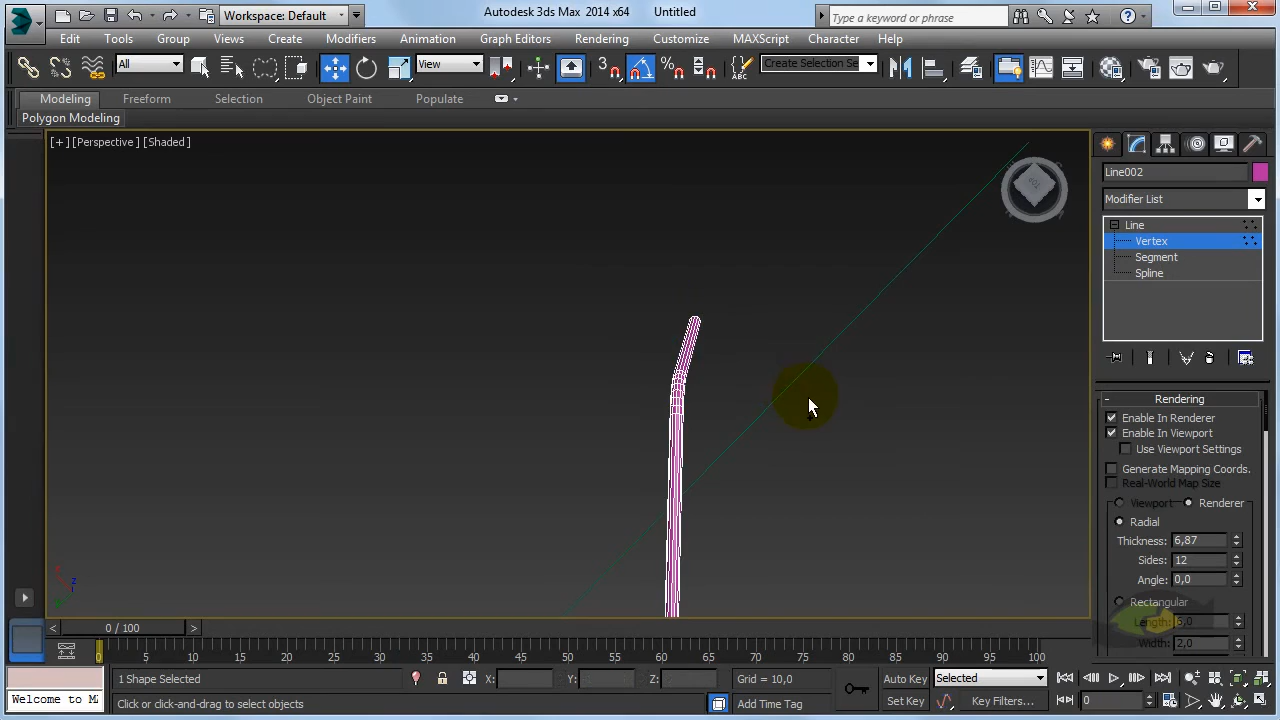 Workspace: Default
Autodesk 3ds Max 2014 x64 Untitled
Type a keyword or phrase
Edit Tools Group Views Create Modifiers Animation Graph Editors Rendering Customize MAXScript Character Help
All View Create Selection Se
Modeling Freeform Selection Object Paint Populate
Polygon Modeling
[+] [Perspective] [Shaded]
Line002
Modifier List
Line
Vertex
Segment
Spline
- Rendering
Enable In Renderer
Enable In Viewport
Use Viewport Settings
Generate Mapping Coords.
Real-World Map Size
Viewport Renderer
Radial
Thickness: 6,87
Sides: 12
Angle: 0,0
Rectangular
Length: 6,0
Width: 2,0
x
z
y
< 0 / 100 >
0 5 10 15 20 25 30 35 40 45 50 55 60 65 70 75 80 85 90 95 100
1 Shape Selected X: Y: Z: Grid = 10,0 Auto Key Selected
Welcome to M
Click or click-and-drag to select objects Add Time Tag Set Key Key Filters... 0